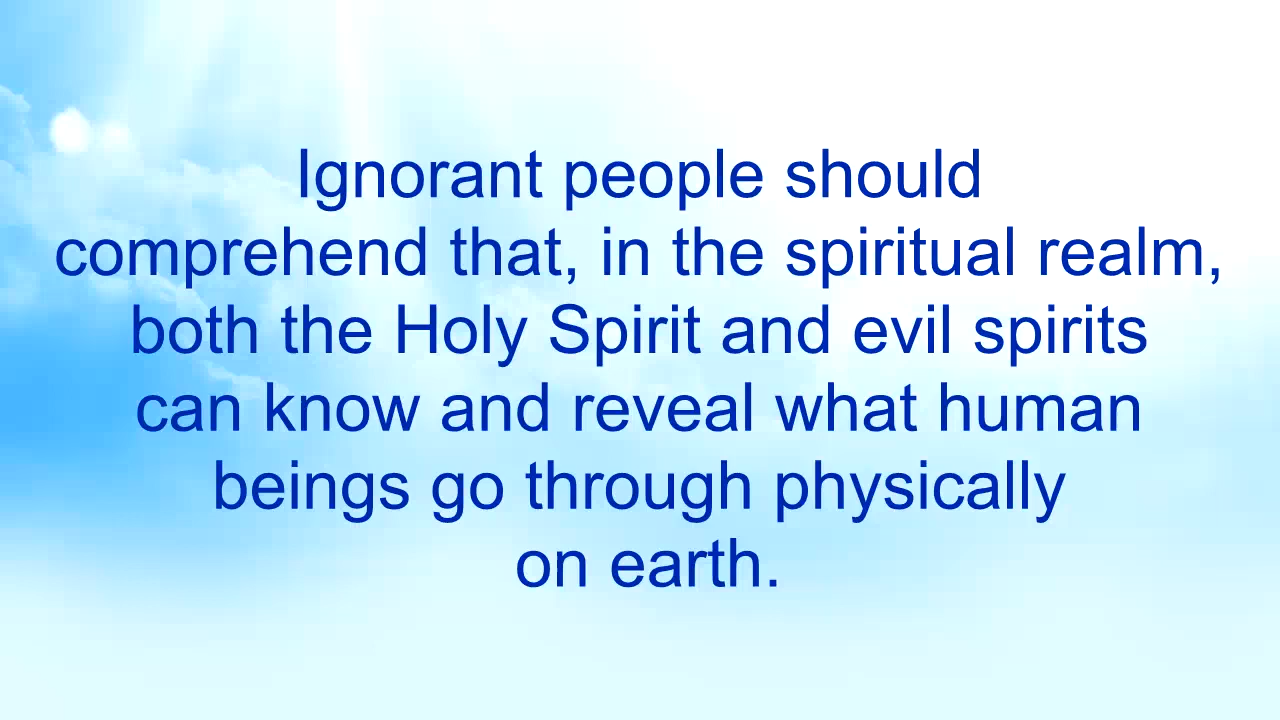 Ignorant people should
comprehend that, in the spiritual realm,
both the Holy Spirit and evil spirits
can know and reveal what human
beings go through physically
on earth.